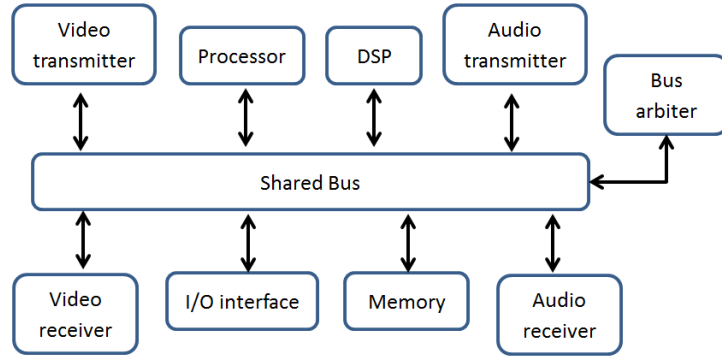 Video
transmitter
Processor
DSP
Audio
transmitter
Bus
arbiter
Shared Bus
Video
receiver
I/O interface
Memory
Audio
receiver